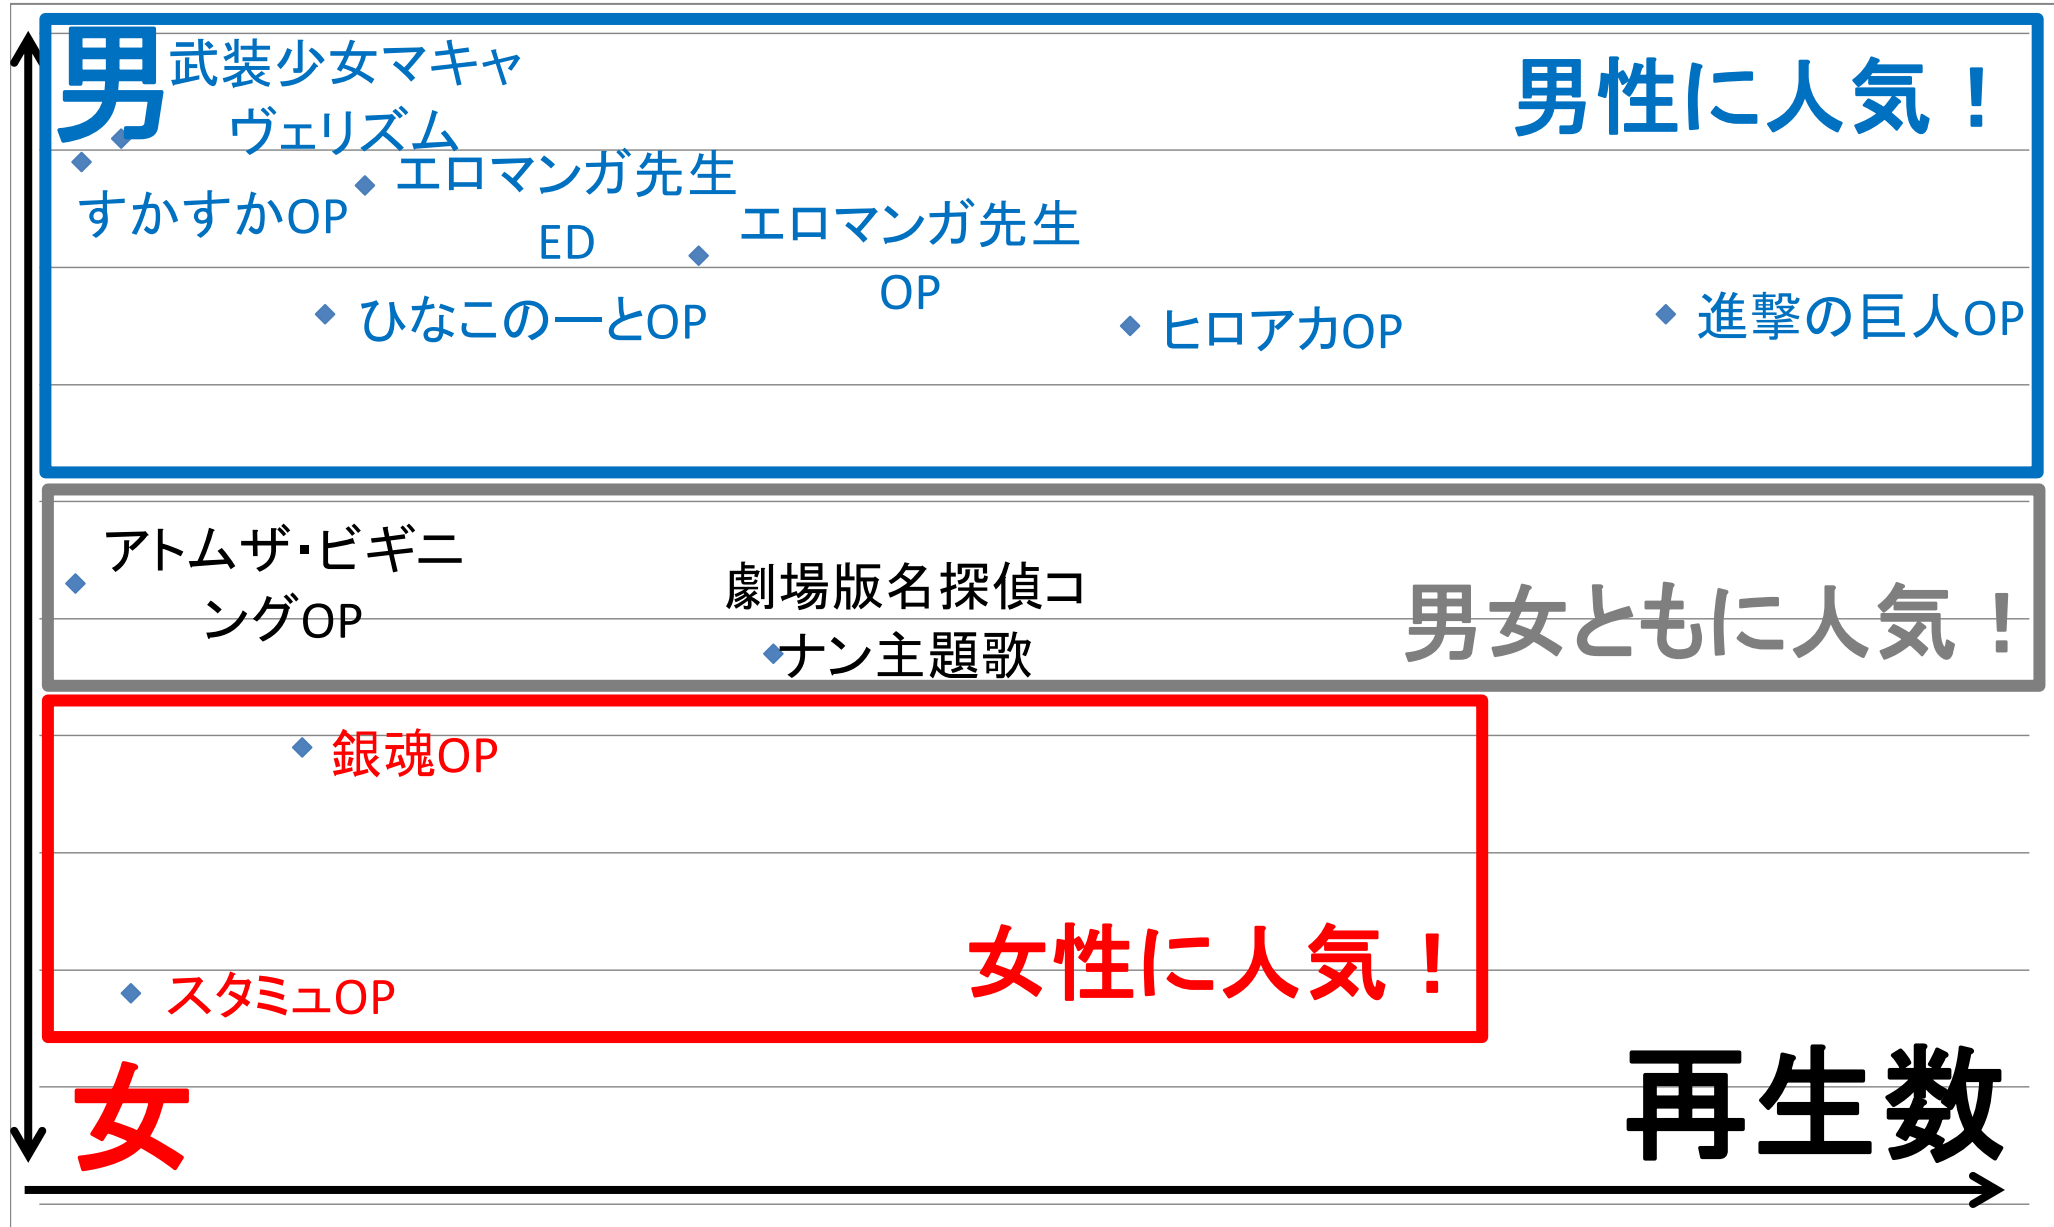 男
武装少女マキャ
ヴェリズム
男性に人気！
すかすかOP
エロマンガ先生
ED
エロマンガ先生
OP
ひなこのーとOP
ヒロアカOP
進撃の巨人OP
アトムザ・ビギニ
ングOP
劇場版名探偵コ
ナン主題歌
男女ともに人気！
銀魂OP
女性に人気！
スタミュOP
女
再生数